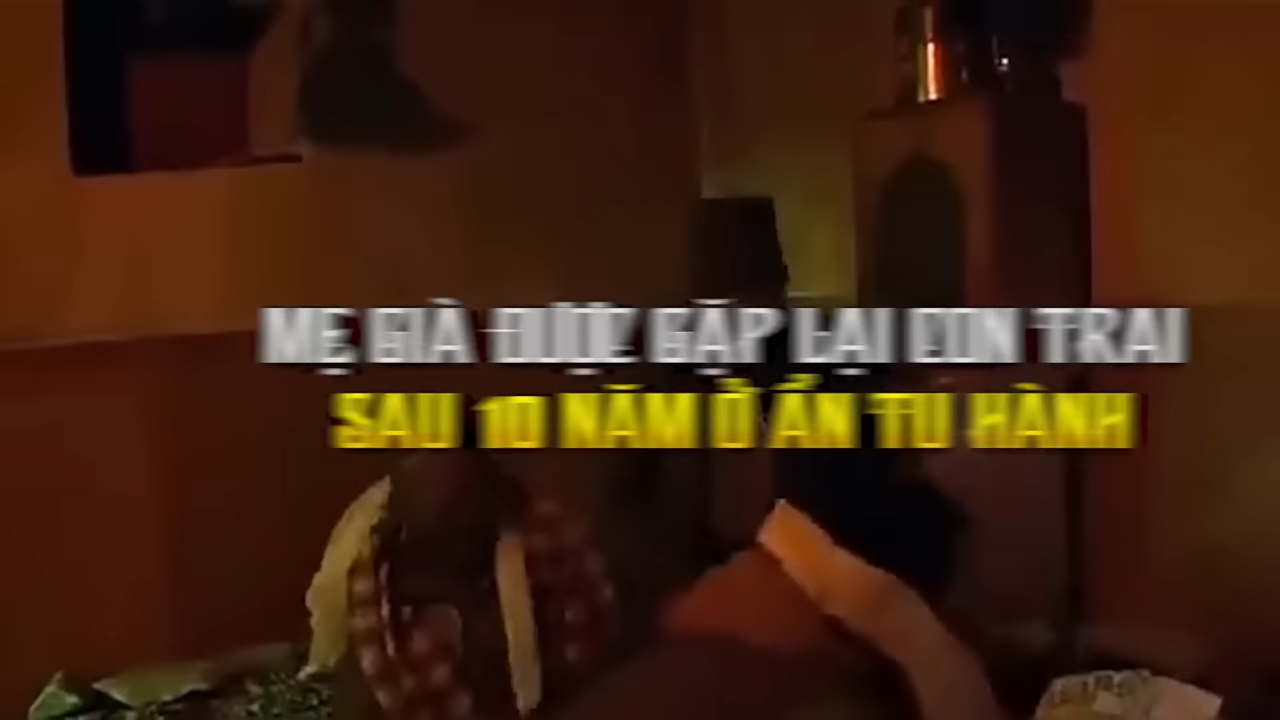 MẸ GIÀ ĐƯỢC GẶP LẠI CON TRAI
SAU 10 NĂM Ở ẨN TU HÀNH